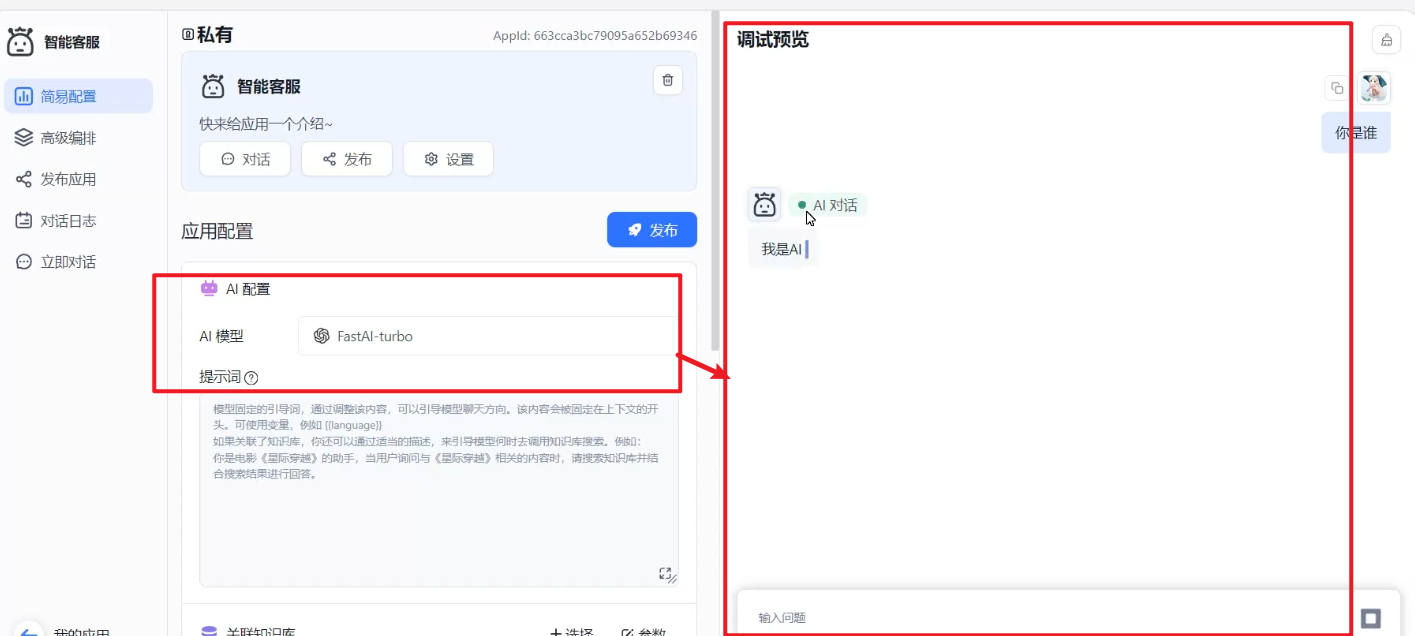 智能客服
简易配置
高级编排
发布应用
对话日志
立即对话
我的应用
私有
AppId: 663cca3bc79095a652b69346
智能客服
快来给应用一个介绍~
对话
发布
设置
应用配置
发布
AI 配置
AI 模型
FastAI-turbo
提示词
模型固定的引导词，通过调整该内容，可以引导模型聊天方向。该内容会被固定在上下文的开
头。可使用变量，例如 {{language}}
如果关联了知识库，你还可以通过适当的描述，来引导模型何时去调用知识库搜索。例如：
你是电影《星际穿越》的助手，当用户询问与《星际穿越》相关的内容时，请搜索知识库并结
合搜索结果进行回答。
关联知识库
选择
参数
调试预览
你是谁
AI 对话
我是AI
输入问题